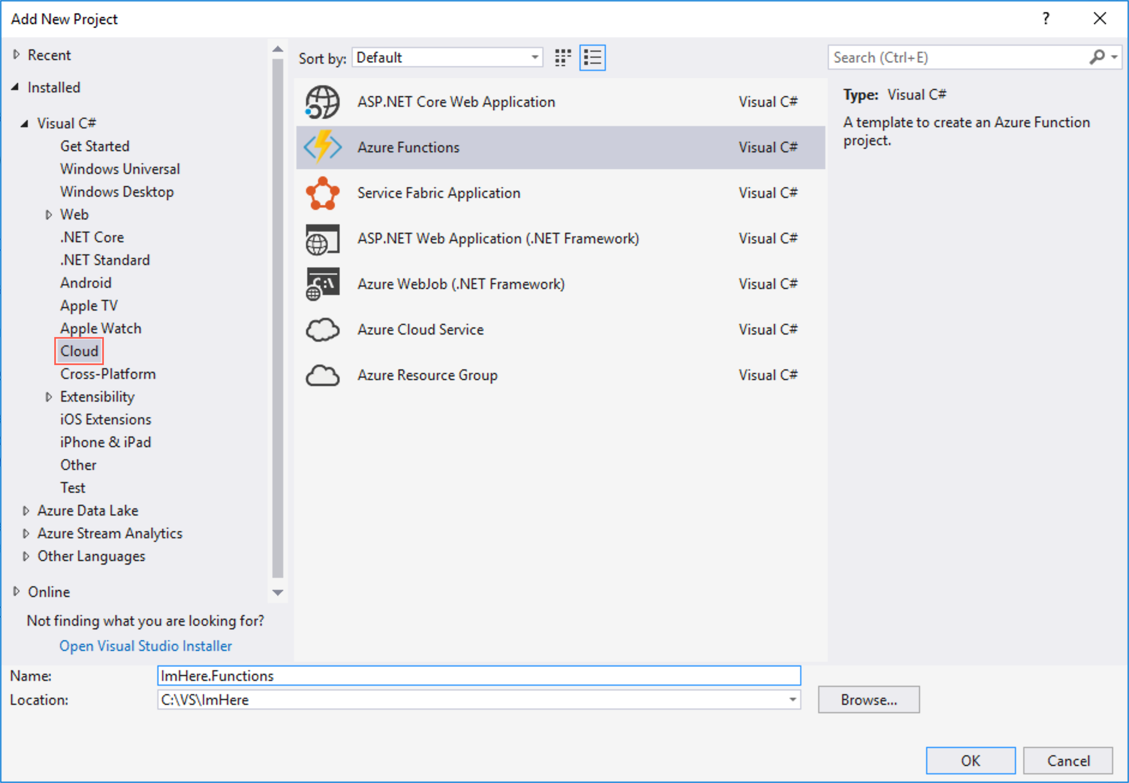 Add New Project
?
Recent
Installed
Visual C#
Get Started
Windows Universal
Windows Desktop
Web
.NET Core
.NET Standard
Android
Apple TV
Apple Watch
Cloud
Cross-Platform
Extensibility
iOS Extensions
iPhone & iPad
Other
Test
Azure Data Lake
Azure Stream Analytics
Other Languages
Online
Not finding what you are looking for?
Open Visual Studio Installer
Sort by: Default
ASP.NET Core Web Application Visual C#
Azure Functions Visual C#
Service Fabric Application Visual C#
ASP.NET Web Application (.NET Framework) Visual C#
Azure WebJob (.NET Framework) Visual C#
Azure Cloud Service Visual C#
Azure Resource Group Visual C#
Search (Ctrl+E)
Type: Visual C#
A template to create an Azure Function
project.
Name: ImHere.Functions
Location: C:\VS\ImHere
Browse...
OK Cancel